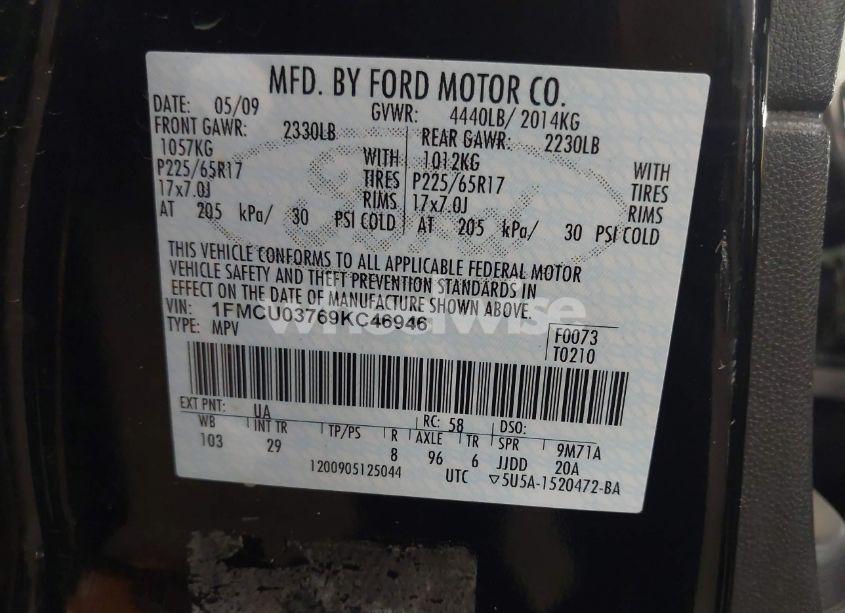 MFD. BY FORD MOTOR CO.
DATE: 05/09 GVWR: 4440LB/ 2014KG
FRONT GAWR: 2330LB REAR GAWR: 2230LB
1057KG WITH 1012KG WITH
P225/65R17 TIRES P225/65R17 TIRES
17x7.0J RIMS 17x7.0J RIMS
AT 205 kPa/ 30 PSI COLD AT 205 kPa/ 30 PSI COLD
Ford
THIS VEHICLE CONFORMS TO ALL APPLICABLE FEDERAL MOTOR
VEHICLE SAFETY AND THEFT PREVENTION STANDARDS IN
EFFECT ON THE DATE OF MANUFACTURE SHOWN ABOVE.
VIN: 1FMCU03769KC46946
TYPE: MPV
F0073
T0210
EXT PNT: UA RC: 58 DSO:
WB INT TR TP/PS R AXLE TR SPR 9M71A
103 29 8 96 6 JJDD 20A
1200905125044 UTC ▽5U5A-1520472-BA